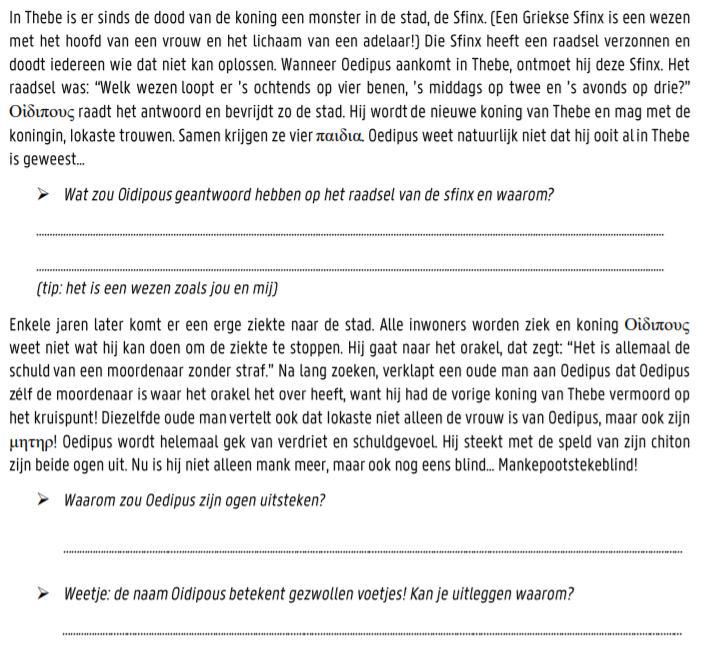 In Thebe is er sinds de dood van de koning een monster in de stad, de Sfinx. (Een Griekse Sfinx is een wezen
met het hoofd van een vrouw en het lichaam van een adelaar!) Die Sfinx heeft een raadsel verzonnen en
doodt iedereen wie dat niet kan oplossen. Wanneer Oedipus aankomt in Thebe, ontmoet hij deze Sfinx. Het
raadsel was: “Welk wezen loopt er 's ochtends op vier benen, 's middags op twee en 's avonds op drie?”
Οἰδιπους raadt het antwoord en bevrijdt zo de stad. Hij wordt de nieuwe koning van Thebe en mag met de
koningin, Iokaste trouwen. Samen krijgen ze vier παιδια. Oedipus weet natuurlijk niet dat hij ooit al in Thebe
is geweest...
➢ Wat zou Oidipous geantwoord hebben op het raadsel van de sfinx en waarom?
(tip: het is een wezen zoals jou en mij)
Enkele jaren later komt er een erge ziekte naar de stad. Alle inwoners worden ziek en koning Οἰδιπους
weet niet wat hij kan doen om de ziekte te stoppen. Hij gaat naar het orakel, dat zegt: “Het is allemaal de
schuld van een moordenaar zonder straf.” Na lang zoeken, verklapt een oude man aan Oedipus dat Oedipus
zélf de moordenaar is waar het orakel het over heeft, want hij had de vorige koning van Thebe vermoord op
het kruispunt! Diezelfde oude man vertelt ook dat Iokaste niet alleen de vrouw is van Oedipus, maar ook zijn
μητηρ! Oedipus wordt helemaal gek van verdriet en schuldgevoel. Hij steekt met de speld van zijn chiton
zijn beide ogen uit. Nu is hij niet alleen mank meer, maar ook nog eens blind... Mankepootstekeblind!
➢ Waarom zou Oedipus zijn ogen uitsteken?
➢ Weetje: de naam Oidipous betekent gezwollen voetjes! Kan je uitleggen waarom?